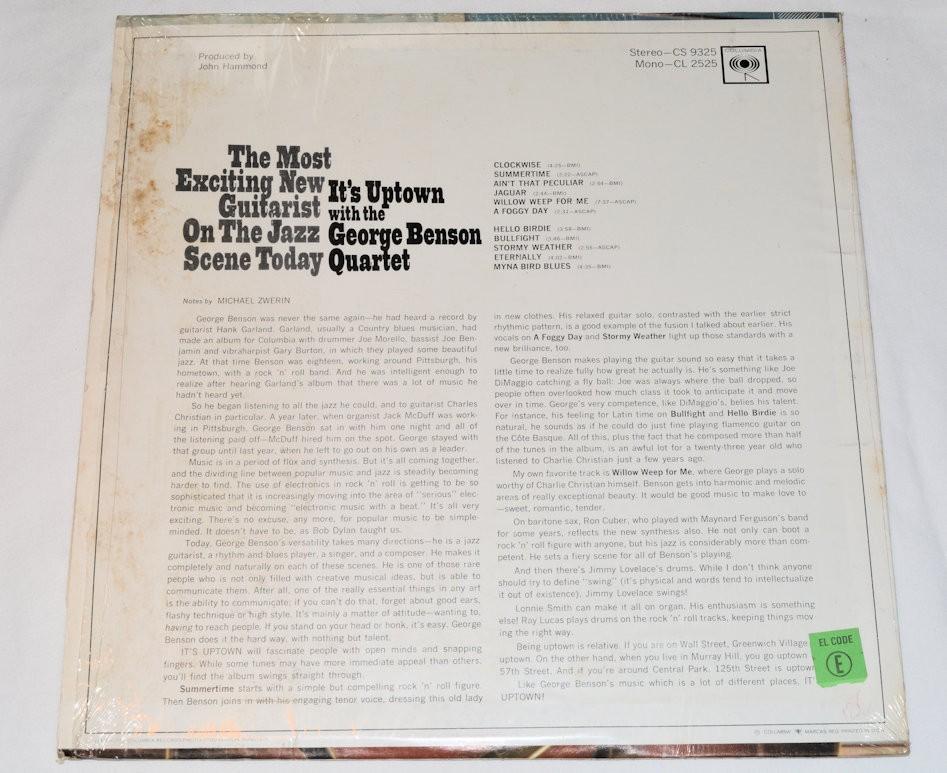 Produced by
John Hammond
Stereo—CS 9325
Mono—CL 2525
COLUMBIA
The Most
Exciting New
Guitarist
On The Jazz
Scene Today
It's Uptown
with the
George Benson
Quartet
CLOCKWISE (4:25—BMI)
SUMMERTIME (2:22—ASCAP)
AIN'T THAT PECULIAR (2:04—BMI)
JAGUAR (2:46—BMI)
WILLOW WEEP FOR ME (7:37—ASCAP)
A FOGGY DAY (2:31—ASCAP)
HELLO BIRDIE (3:58—BMI)
BULLFIGHT (3:46—BMI)
STORMY WEATHER (2:56—ASCAP)
ETERNALLY (4:02—BMI)
MYNA BIRD BLUES (4:35—BMI)
Notes by MICHAEL ZWERIN
George Benson was never the same again—he had heard a record by
guitarist Hank Garland. Garland, usually a Country blues musician, had
made an album for Columbia with drummer Joe Morello, bassist Joe Ben-
jamin and vibraharpist Gary Burton, in which they played some beautiful
jazz. At that time Benson was eighteen, working around Pittsburgh, his
hometown, with a rock 'n' roll band. And he was intelligent enough to
realize after hearing Garland's album that there was a lot of music he
hadn't heard yet.
So he began listening to all the jazz he could, and to guitarist Charles
Christian in particular. A year later, when organist Jack McDuff was work-
ing in Pittsburgh, George Benson sat in with him one night and all of
the listening paid off—McDuff hired him on the spot. George stayed with
that group until last year, when he left to go out on his own as a leader.
Music is in a period of flux and synthesis. But it's all coming together,
and the dividing line between popular music and jazz is steadily becoming
harder to find. The use of electronics in rock 'n' roll is getting to be so
sophisticated that it is increasingly moving into the area of "serious" elec-
tronic music and becoming "electronic music with a beat." It's all very
exciting. There's no excuse, any more, for popular music to be simple-
minded. It doesn't have to be, as Bob Dylan taught us.
Today, George Benson's versatility takes many directions—he is a jazz
guitarist, a rhythm-and-blues player, a singer, and a composer. He makes it
completely and naturally on each of these scenes. He is one of those rare
people who is not only filled with creative musical ideas, but is able to
communicate them. After all, one of the really essential things in any art
is the ability to communicate; if you can't do that, forget about good ears,
flashy technique or high style. It's mainly a matter of attitude—wanting to,
having to reach people. If you stand on your head or honk, it's easy. George
Benson does it the hard way, with nothing but talent.
IT'S UPTOWN will fascinate people with open minds and snapping
fingers. While some tunes may have more immediate appeal than others,
you'll find the album swings straight through.
Summertime starts with a simple but compelling rock 'n' roll figure.
Then Benson joins in with his engaging tenor voice, dressing this old lady
in new clothes. His relaxed guitar solo, contrasted with the earlier strict
rhythmic pattern, is a good example of the fusion I talked about earlier. His
vocals on A Foggy Day and Stormy Weather light up those standards with a
new brilliance, too.
George Benson makes playing the guitar sound so easy that it takes a
little time to realize fully how great he actually is. He's something like Joe
DiMaggio catching a fly ball: Joe was always where the ball dropped, so
people often overlooked how much class it took to anticipate it and move
over in time. George's very competence, like DiMaggio's, belies his talent.
For instance, his feeling for Latin time on Bullfight and Hello Birdie is so
natural, he sounds as if he could do just fine playing flamenco guitar on
the Côte Basque. All of this, plus the fact that he composed more than half
of the tunes in the album, is an awful lot for a twenty-three year old who
listened to Charlie Christian just a few years ago.
My own favorite track is Willow Weep for Me, where George plays a solo
worthy of Charlie Christian himself. Benson gets into harmonic and melodic
areas of really exceptional beauty. It would be good music to make love to
—sweet, romantic, tender.
On baritone sax, Ron Cuber, who played with Maynard Ferguson's band
for some years, reflects the new synthesis also. He not only can boot a
rock 'n' roll figure with anyone, but his jazz is considerably more than com-
petent. He sets a fiery scene for all of Benson's playing.
And then there's Jimmy Lovelace's drums. While I don't think anyone
should try to define "swing" (it's physical and words tend to intellectualize
it out of existence), Jimmy Lovelace swings!
Lonnie Smith can make it all on organ. His enthusiasm is something
else! Ray Lucas plays drums on the rock 'n' roll tracks, keeping things mov-
ing the right way.
Being uptown is relative. If you are on Wall Street, Greenwich Village
uptown. On the other hand, when you live in Murray Hill, you go uptown
57th Street. And if you're around Central Park, 125th Street is uptown
Like George Benson's music which is a lot of different places, IT'
UPTOWN!
EL CODE
E
© COLUMBIA MARCAS REG. PRINTED IN U.S.A.